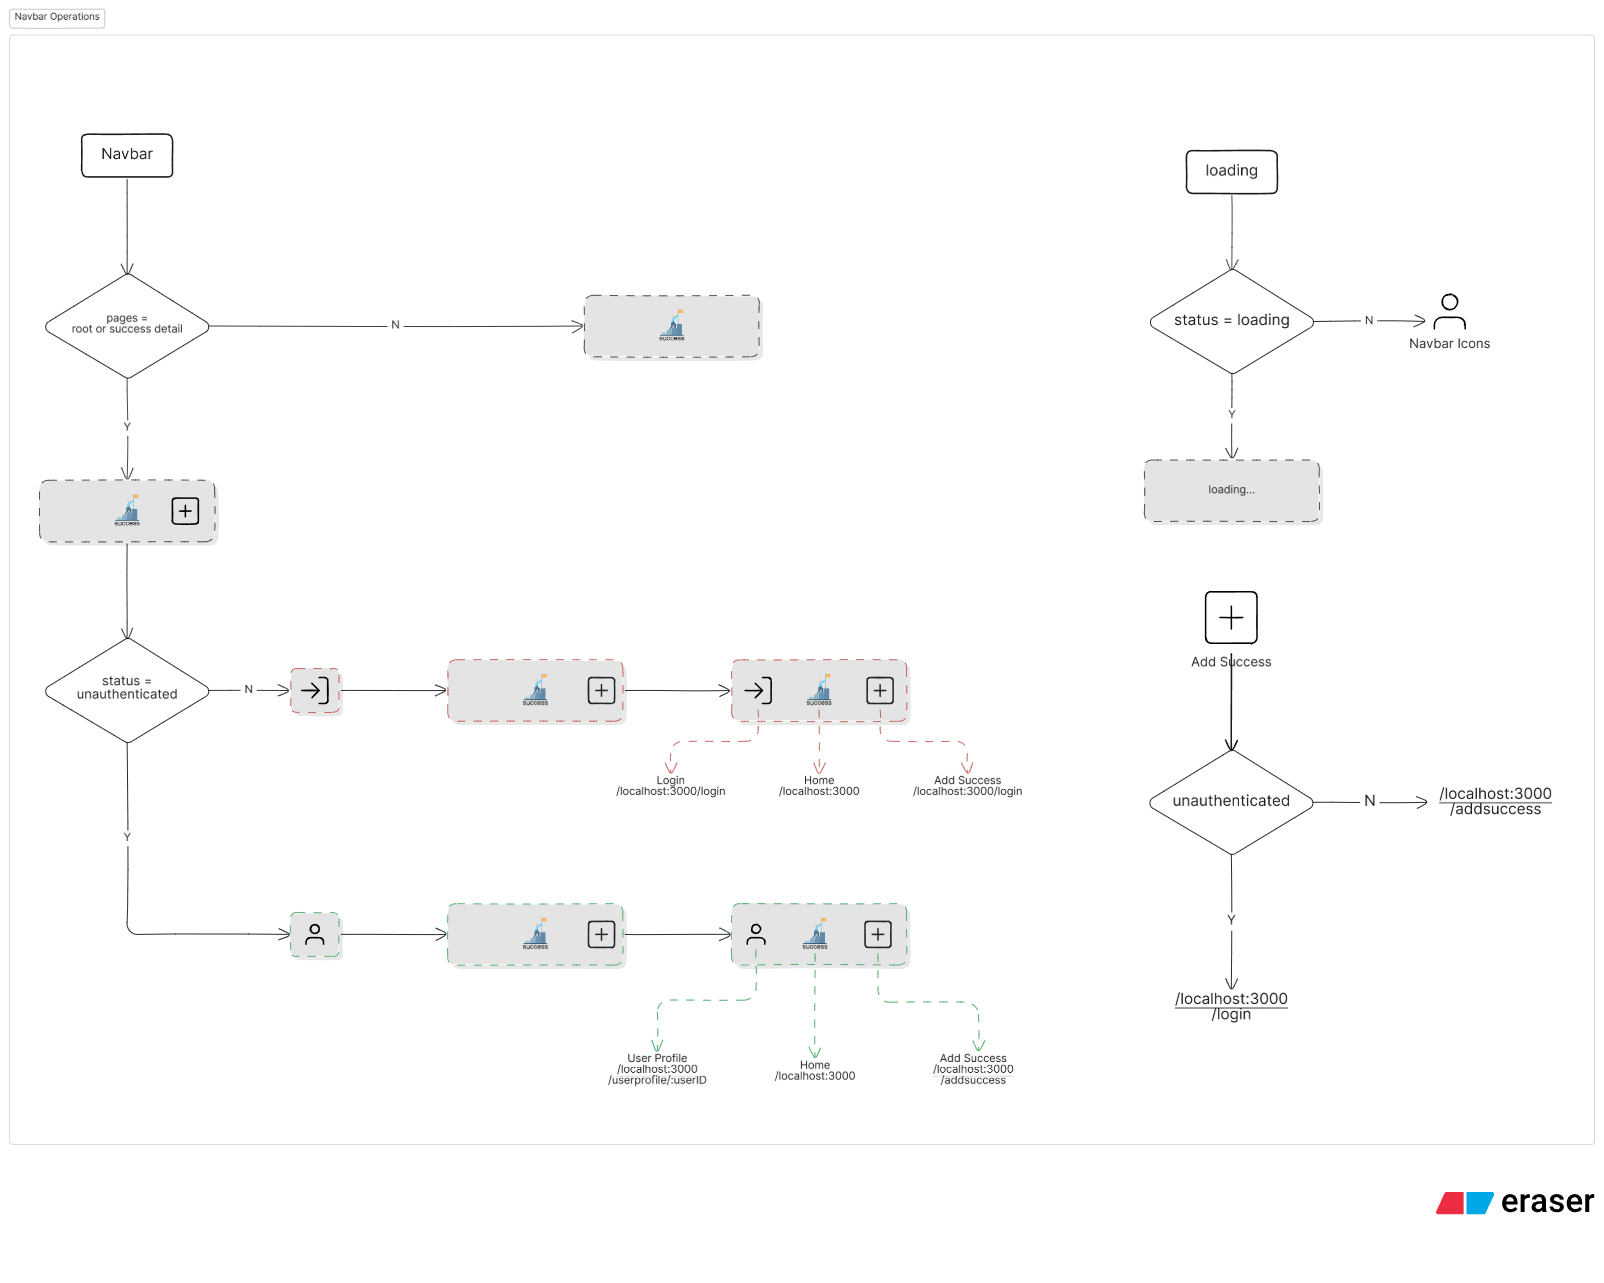 Navbar Operations
Navbar
pages =
root or success detail
N
success
Y
success
status =
unauthenticated
N
success
success
Login
/localhost:3000/login
Home
/localhost:3000
Add Success
/localhost:3000/login
Y
success
success
User Profile
/localhost:3000
/userprofile/:userID
Home
/localhost:3000
Add Success
/localhost:3000
/addsuccess
loading
status = loading
N
Navbar Icons
Y
loading...
Add Success
unauthenticated
N
/localhost:3000
/addsuccess
Y
/localhost:3000
/login
eraser